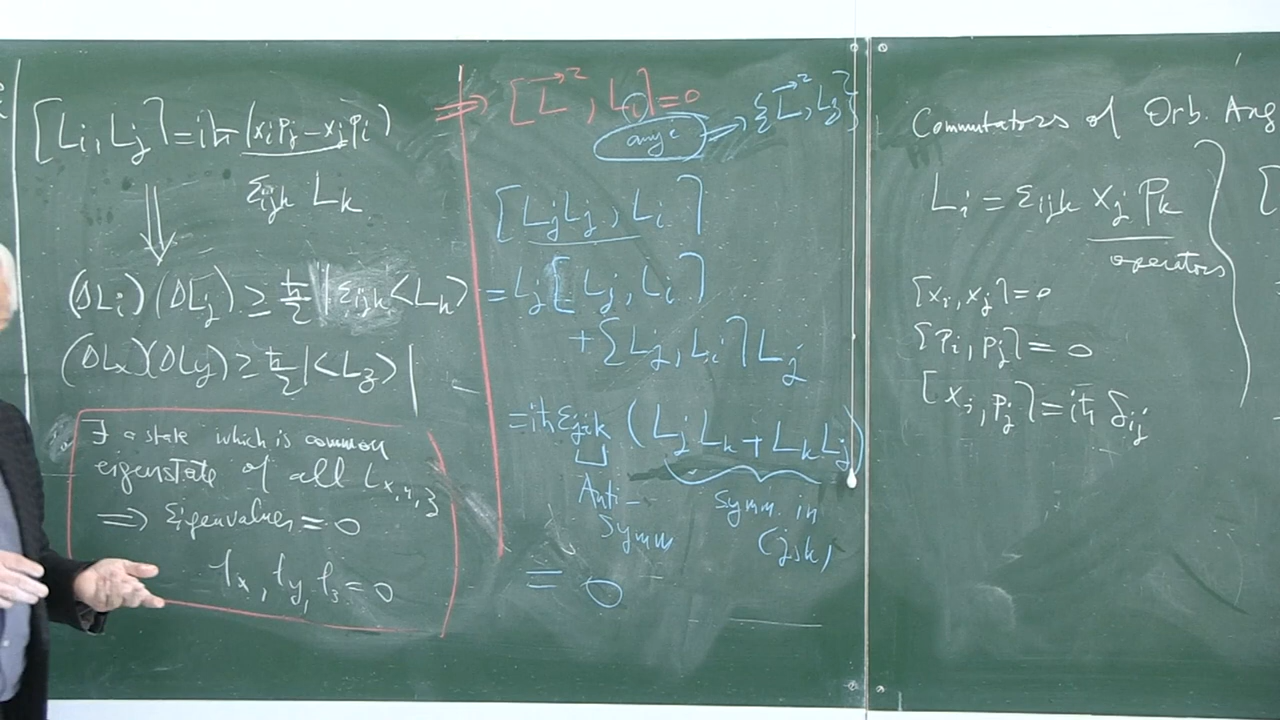 [Li, Lj] = iħ (xipj − xjpi)
εijk Lk
⇓
(ΔLi)(ΔLj) ≥ ħ/2 |εijk <Lk>
(ΔLx)(ΔLy) ≥ ħ/2 |<Lz>|
∃ a state which is common
eigenstate of all Lx,y,z
⟹ Eigenvalues = 0
lx, ly, lz = 0
⟹ [L⃗², Li] = 0
any i ⟹ {L⃗², Lz}
[LjLj, Li]
= Lj[Lj, Li]
+ [Lj, Li] Lj
= iħ εjik (LjLk + LkLj)
Anti-
symm
symm. in
(j,k)
= 0
Commutators of Orb. Ang
Li = εijk xj pk
operators
[xi, xj] = 0
[pi, pj] = 0
[xi, pj] = iħ δij